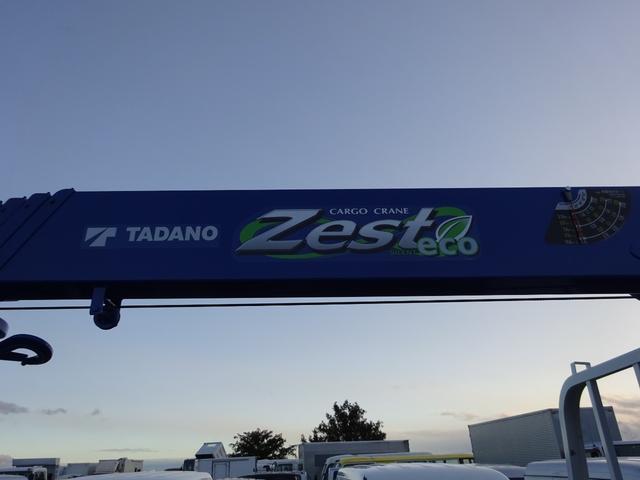 TADANO
CARGO CRANE
Zest
eco